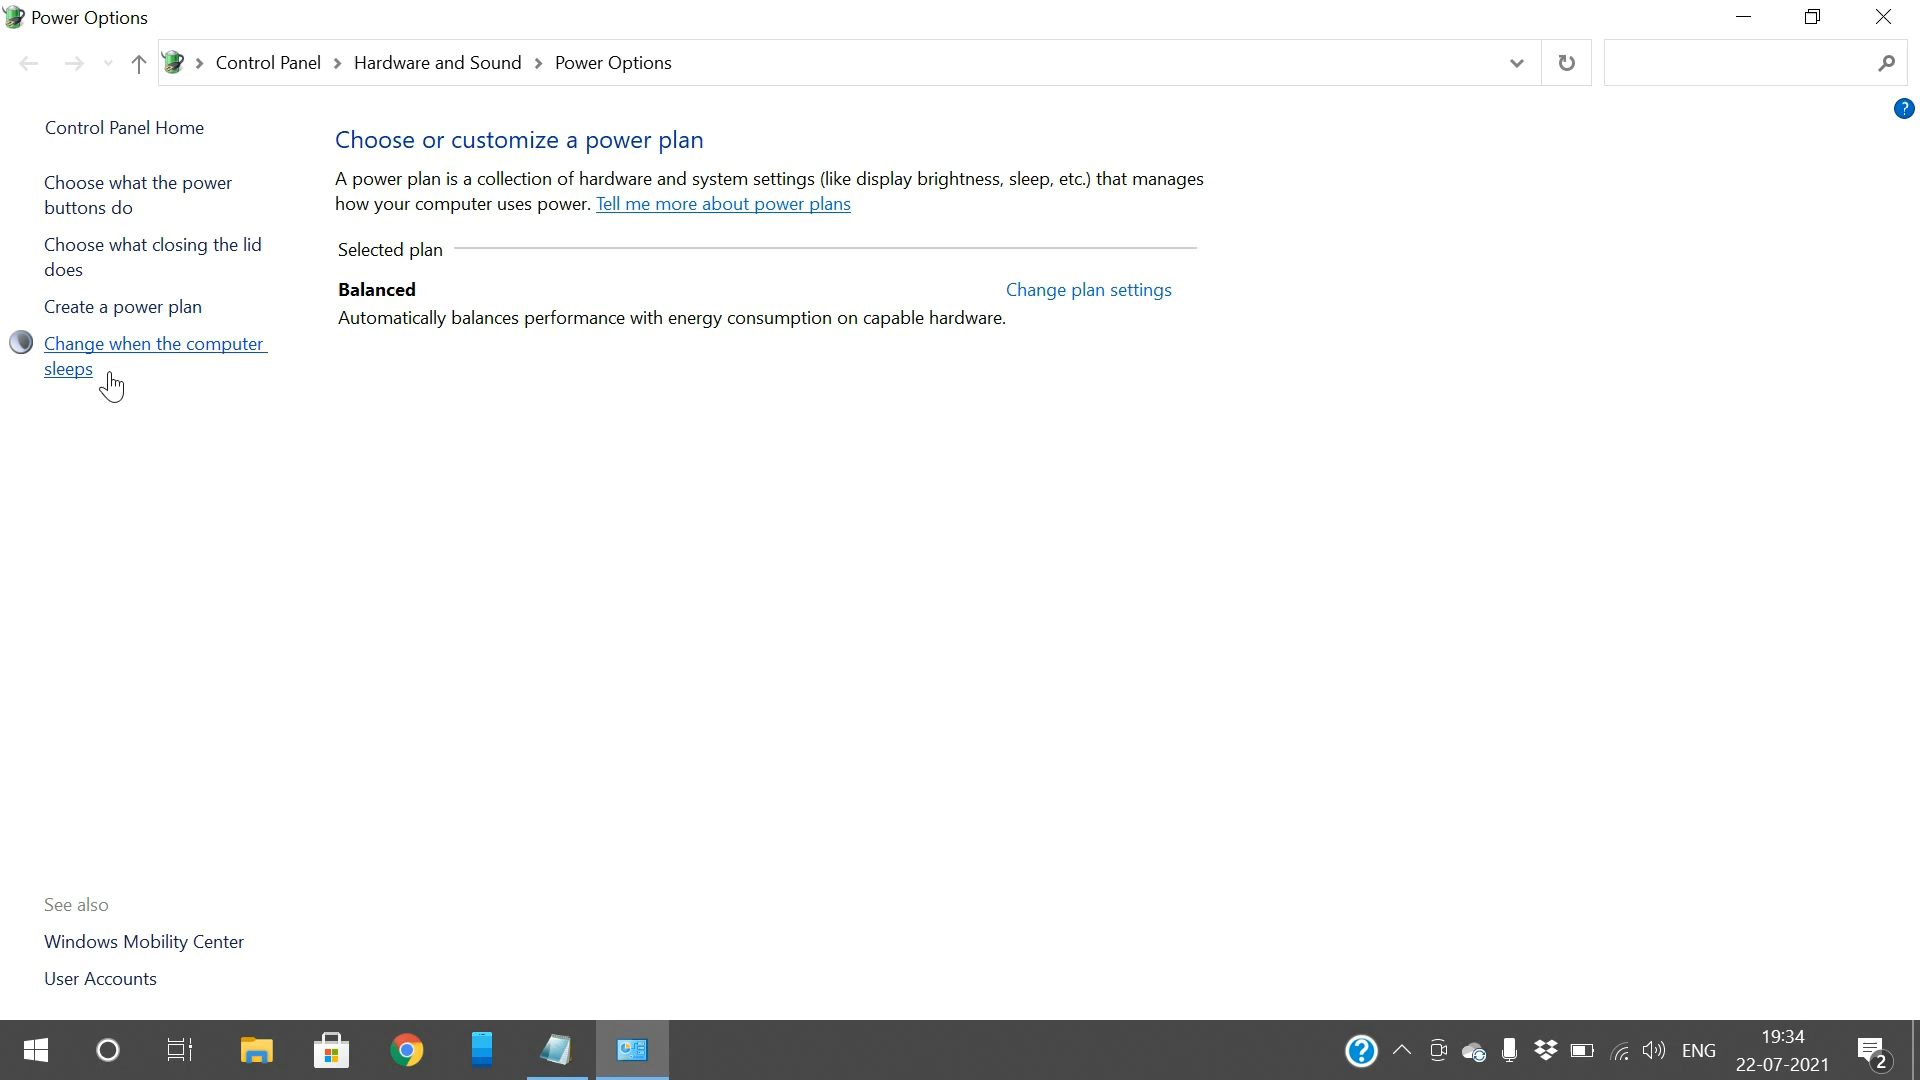 Power Options
Control Panel > Hardware and Sound > Power Options
?
Control Panel Home
Choose what the power
buttons do
Choose what closing the lid
does
Create a power plan
Change when the computer
sleeps
Choose or customize a power plan
A power plan is a collection of hardware and system settings (like display brightness, sleep, etc.) that manages
how your computer uses power. Tell me more about power plans
Selected plan
Balanced
Change plan settings
Automatically balances performance with energy consumption on capable hardware.
See also
Windows Mobility Center
User Accounts
?
ENG
19:34
22-07-2021
2